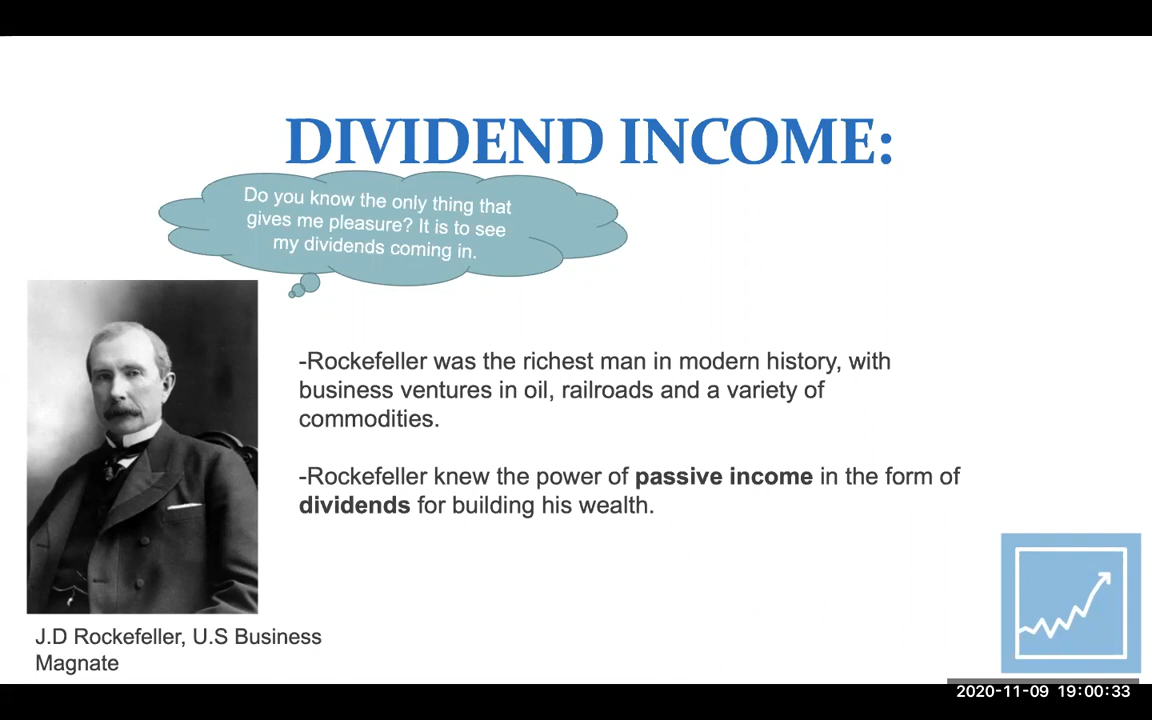 DIVIDEND INCOME:
Do you know the only thing that
gives me pleasure? It is to see
my dividends coming in.
-Rockefeller was the richest man in modern history, with
business ventures in oil, railroads and a variety of
commodities.
-Rockefeller knew the power of passive income in the form of
dividends for building his wealth.
J.D Rockefeller, U.S Business
Magnate
2020-11-09 19:00:33